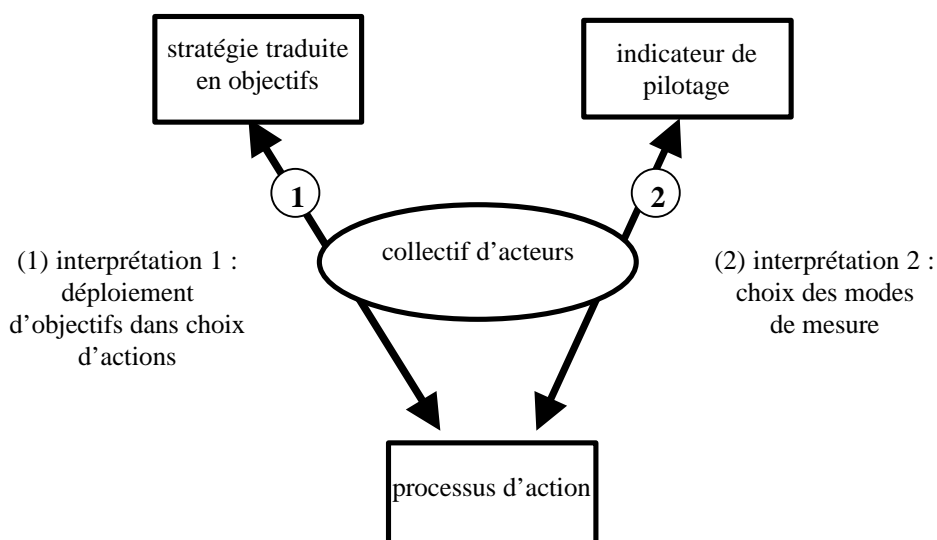 stratégie traduite
en objectifs
indicateur de
pilotage
1
2
collectif d’acteurs
(1) interprétation 1 :
déploiement
d’objectifs dans choix
d’actions
(2) interprétation 2 :
choix des modes
de mesure
processus d’action